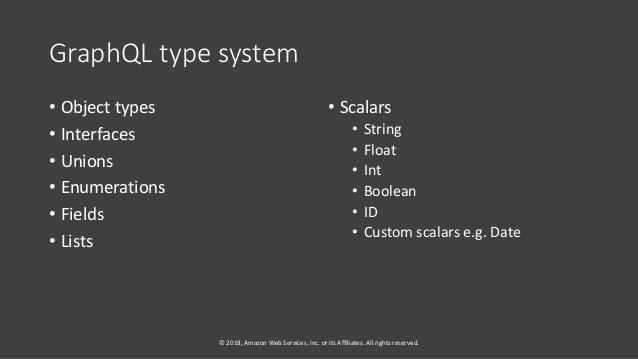 GraphQL type system
• Object types
• Interfaces
• Unions
• Enumerations
• Fields
• Lists
• Scalars
• String
• Float
• Int
• Boolean
• ID
• Custom scalars e.g. Date
© 2018, Amazon Web Services, Inc. or its Affiliates. All rights reserved.